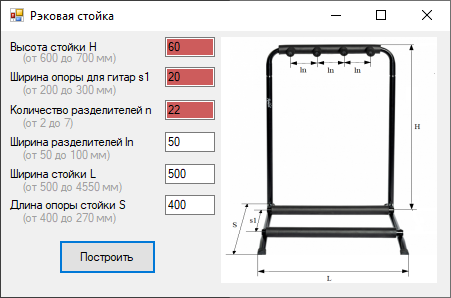 Рэковая стойка
Высота стойки H
60
(от 600 до 700 мм)
Ширина опоры для гитар s1
20
(от 200 до 300 мм)
Количество разделителей n
22
(от 2 до 7)
Ширина разделителей ln
50
(от 50 до 100 мм)
Ширина стойки L
500
(от 500 до 4550 мм)
Длина опоры стойки S
400
(от 400 до 270 мм)
Построить
ln ln ln
H
S
s1
L